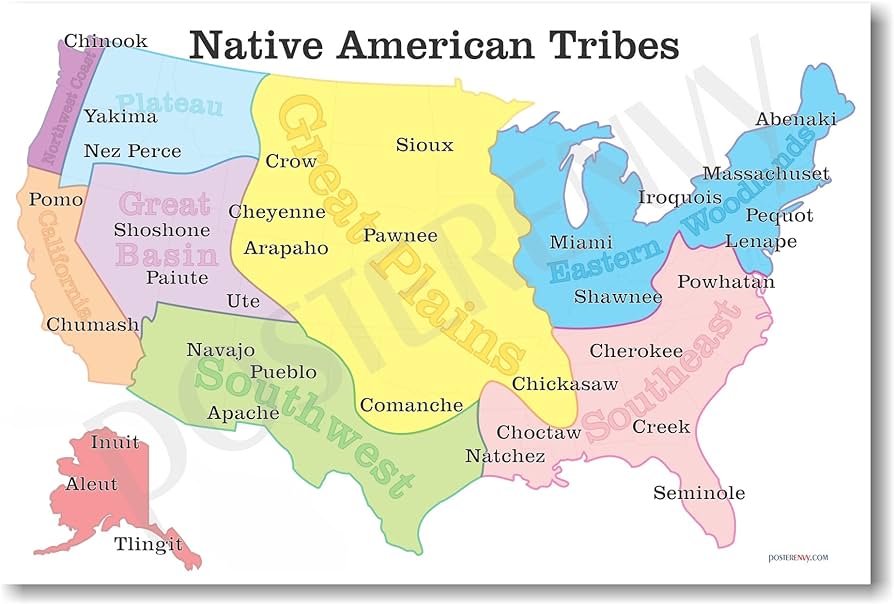 Native American Tribes
Chinook
Northwest Coast
Plateau
Yakima
Nez Perce
Pomo
California
Chumash
Great
Basin
Shoshone
Paiute
Ute
Great Plains
Crow
Sioux
Cheyenne
Arapaho
Pawnee
Comanche
Southwest
Navajo
Pueblo
Apache
Eastern Woodlands
Abenaki
Massachuset
Iroquois
Pequot
Lenape
Miami
Shawnee
Southeast
Powhatan
Cherokee
Chickasaw
Choctaw
Creek
Natchez
Seminole
Inuit
Aleut
Tlingit
POSTERENVY
POSTERENVY.COM